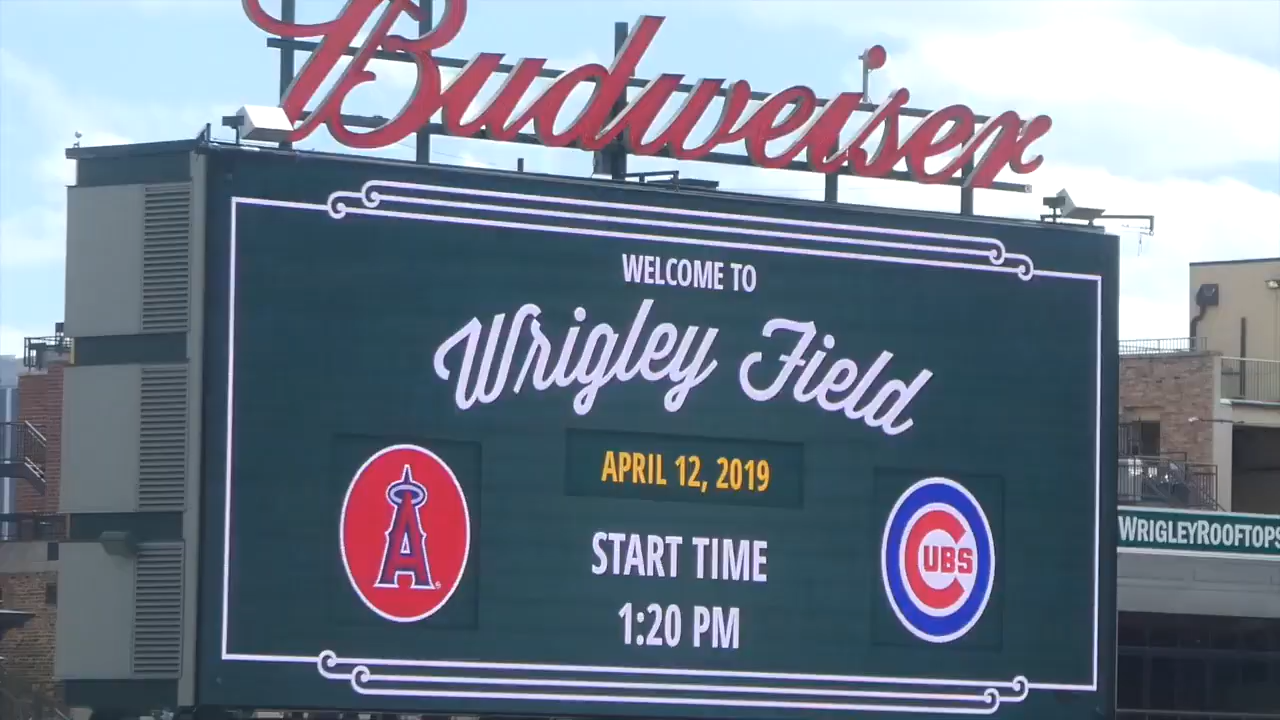 Budweiser
WELCOME TO
Wrigley Field
APRIL 12, 2019
A
START TIME
CUBS
1:20 PM
WRIGLEYROOFTOPS